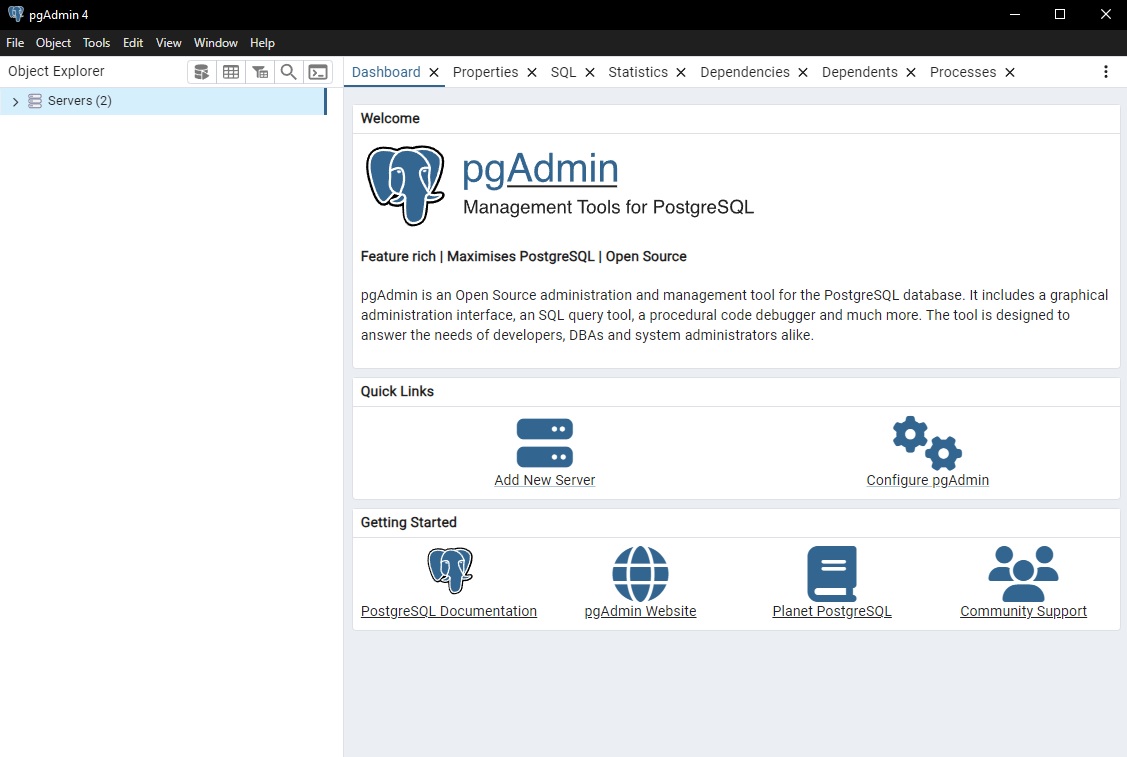 pgAdmin 4
File Object Tools Edit View Window Help
Object Explorer
Dashboard Properties SQL Statistics Dependencies Dependents Processes
Servers (2)
Welcome
pgAdmin
Management Tools for PostgreSQL
Feature rich | Maximises PostgreSQL | Open Source
pgAdmin is an Open Source administration and management tool for the PostgreSQL database. It includes a graphical
administration interface, an SQL query tool, a procedural code debugger and much more. The tool is designed to
answer the needs of developers, DBAs and system administrators alike.
Quick Links
Add New Server
Configure pgAdmin
Getting Started
PostgreSQL Documentation
pgAdmin Website
Planet PostgreSQL
Community Support